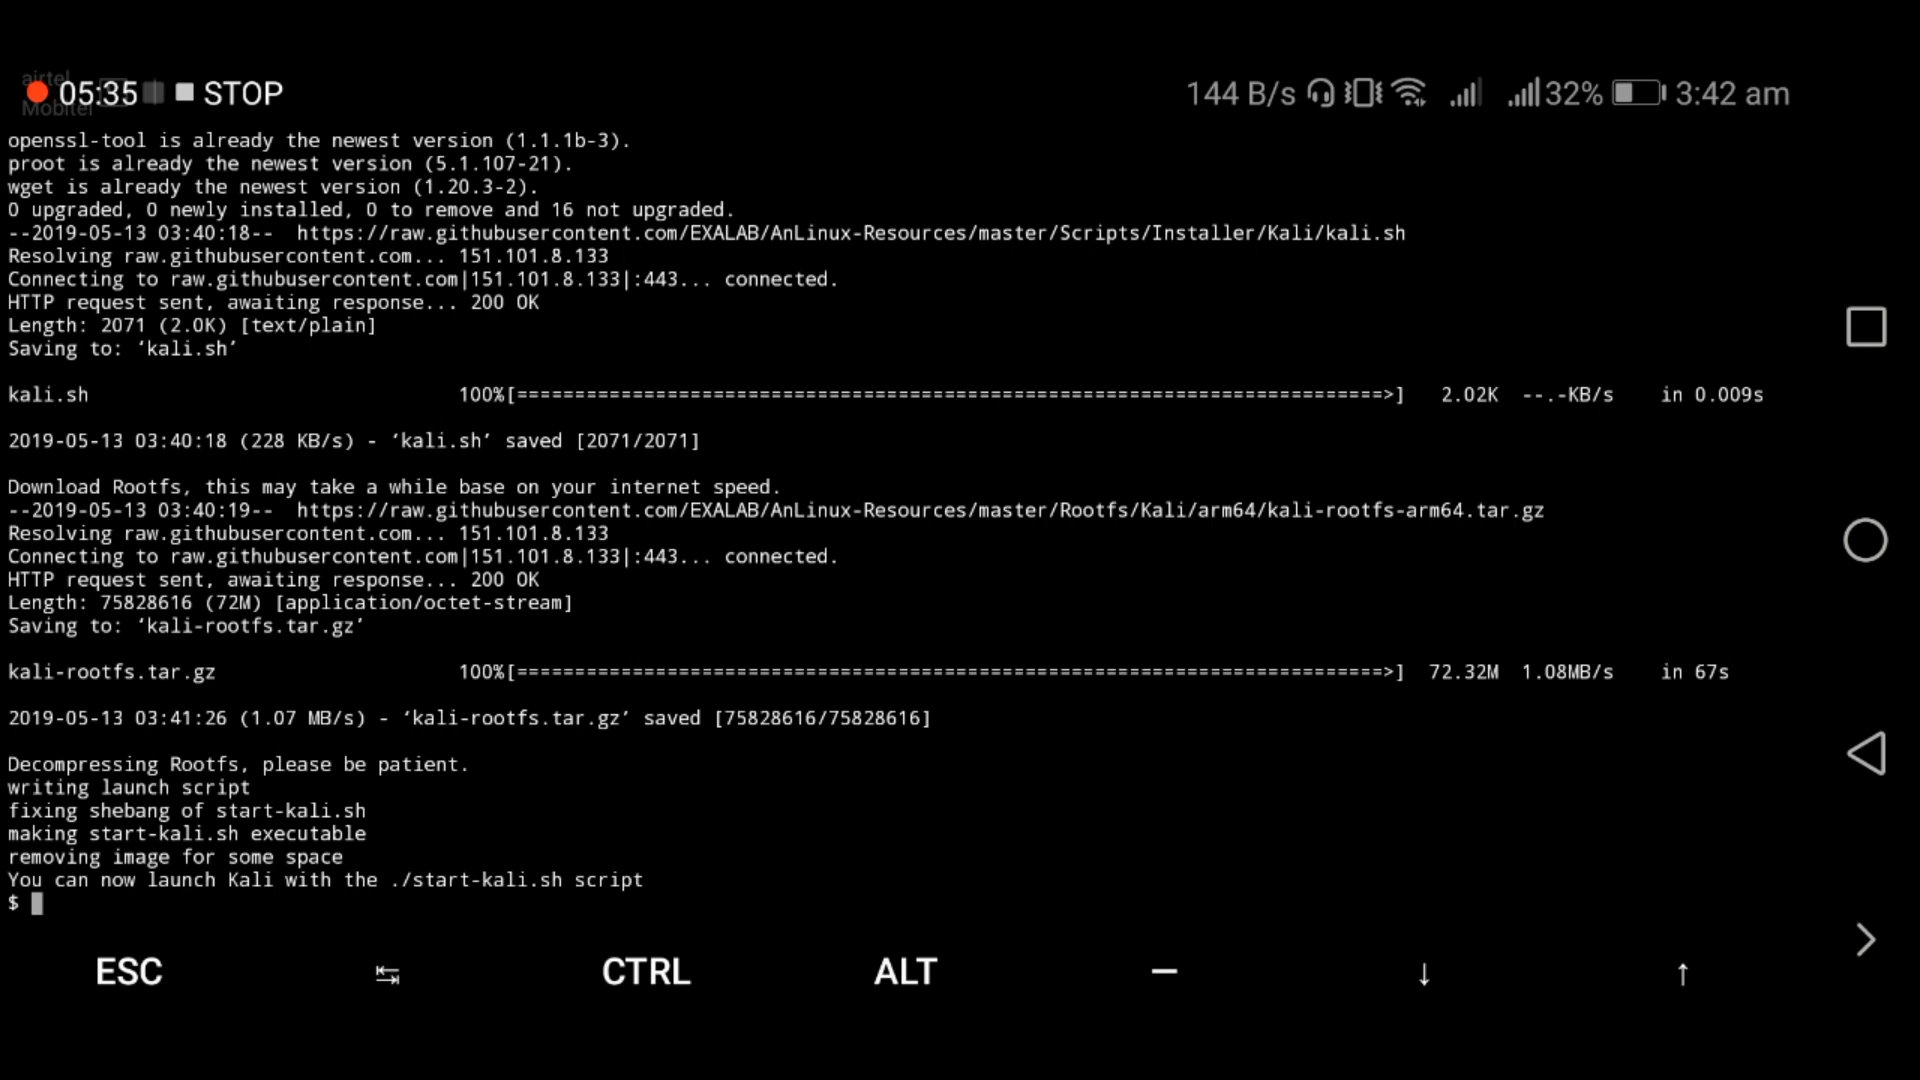 airtel
Mobitel
05:35 STOP
144 B/s 32% 3:42 am
openssl-tool is already the newest version (1.1.1b-3).
proot is already the newest version (5.1.107-21).
wget is already the newest version (1.20.3-2).
0 upgraded, 0 newly installed, 0 to remove and 16 not upgraded.
--2019-05-13 03:40:18--  https://raw.githubusercontent.com/EXALAB/AnLinux-Resources/master/Scripts/Installer/Kali/kali.sh
Resolving raw.githubusercontent.com... 151.101.8.133
Connecting to raw.githubusercontent.com|151.101.8.133|:443... connected.
HTTP request sent, awaiting response... 200 OK
Length: 2071 (2.0K) [text/plain]
Saving to: ‘kali.sh’
kali.sh 100%[===========================================================================>] 2.02K --.-KB/s in 0.009s
2019-05-13 03:40:18 (228 KB/s) - ‘kali.sh’ saved [2071/2071]
Download Rootfs, this may take a while base on your internet speed.
--2019-05-13 03:40:19--  https://raw.githubusercontent.com/EXALAB/AnLinux-Resources/master/Rootfs/Kali/arm64/kali-rootfs-arm64.tar.gz
Resolving raw.githubusercontent.com... 151.101.8.133
Connecting to raw.githubusercontent.com|151.101.8.133|:443... connected.
HTTP request sent, awaiting response... 200 OK
Length: 75828616 (72M) [application/octet-stream]
Saving to: ‘kali-rootfs.tar.gz’
kali-rootfs.tar.gz 100%[===========================================================================>] 72.32M 1.08MB/s in 67s
2019-05-13 03:41:26 (1.07 MB/s) - ‘kali-rootfs.tar.gz’ saved [75828616/75828616]
Decompressing Rootfs, please be patient.
writing launch script
fixing shebang of start-kali.sh
making start-kali.sh executable
removing image for some space
You can now launch Kali with the ./start-kali.sh script
$
ESC ↹ CTRL ALT — ↓ ↑